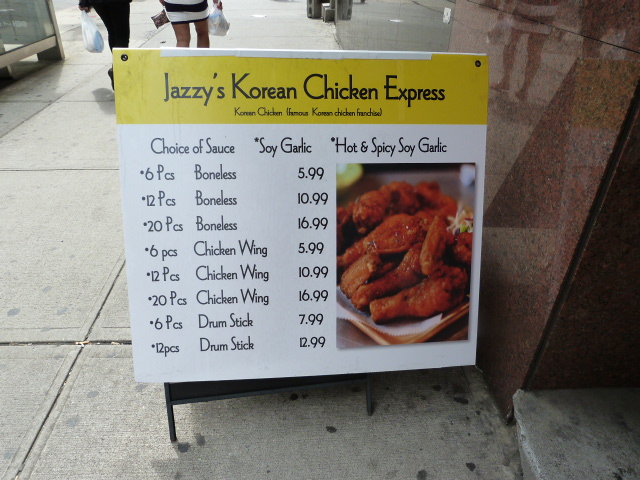 Jazzy's Korean Chicken Express
Korean Chicken (famous Korean chicken franchise)
Choice of Sauce *Soy Garlic *Hot & Spicy Soy Garlic
*6 Pcs Boneless 5.99
*12 Pcs Boneless 10.99
*20 Pcs Boneless 16.99
*6 pcs Chicken Wing 5.99
*12 Pcs Chicken Wing 10.99
*20 Pcs Chicken Wing 16.99
*6 Pcs Drum Stick 7.99
*12pcs Drum Stick 12.99